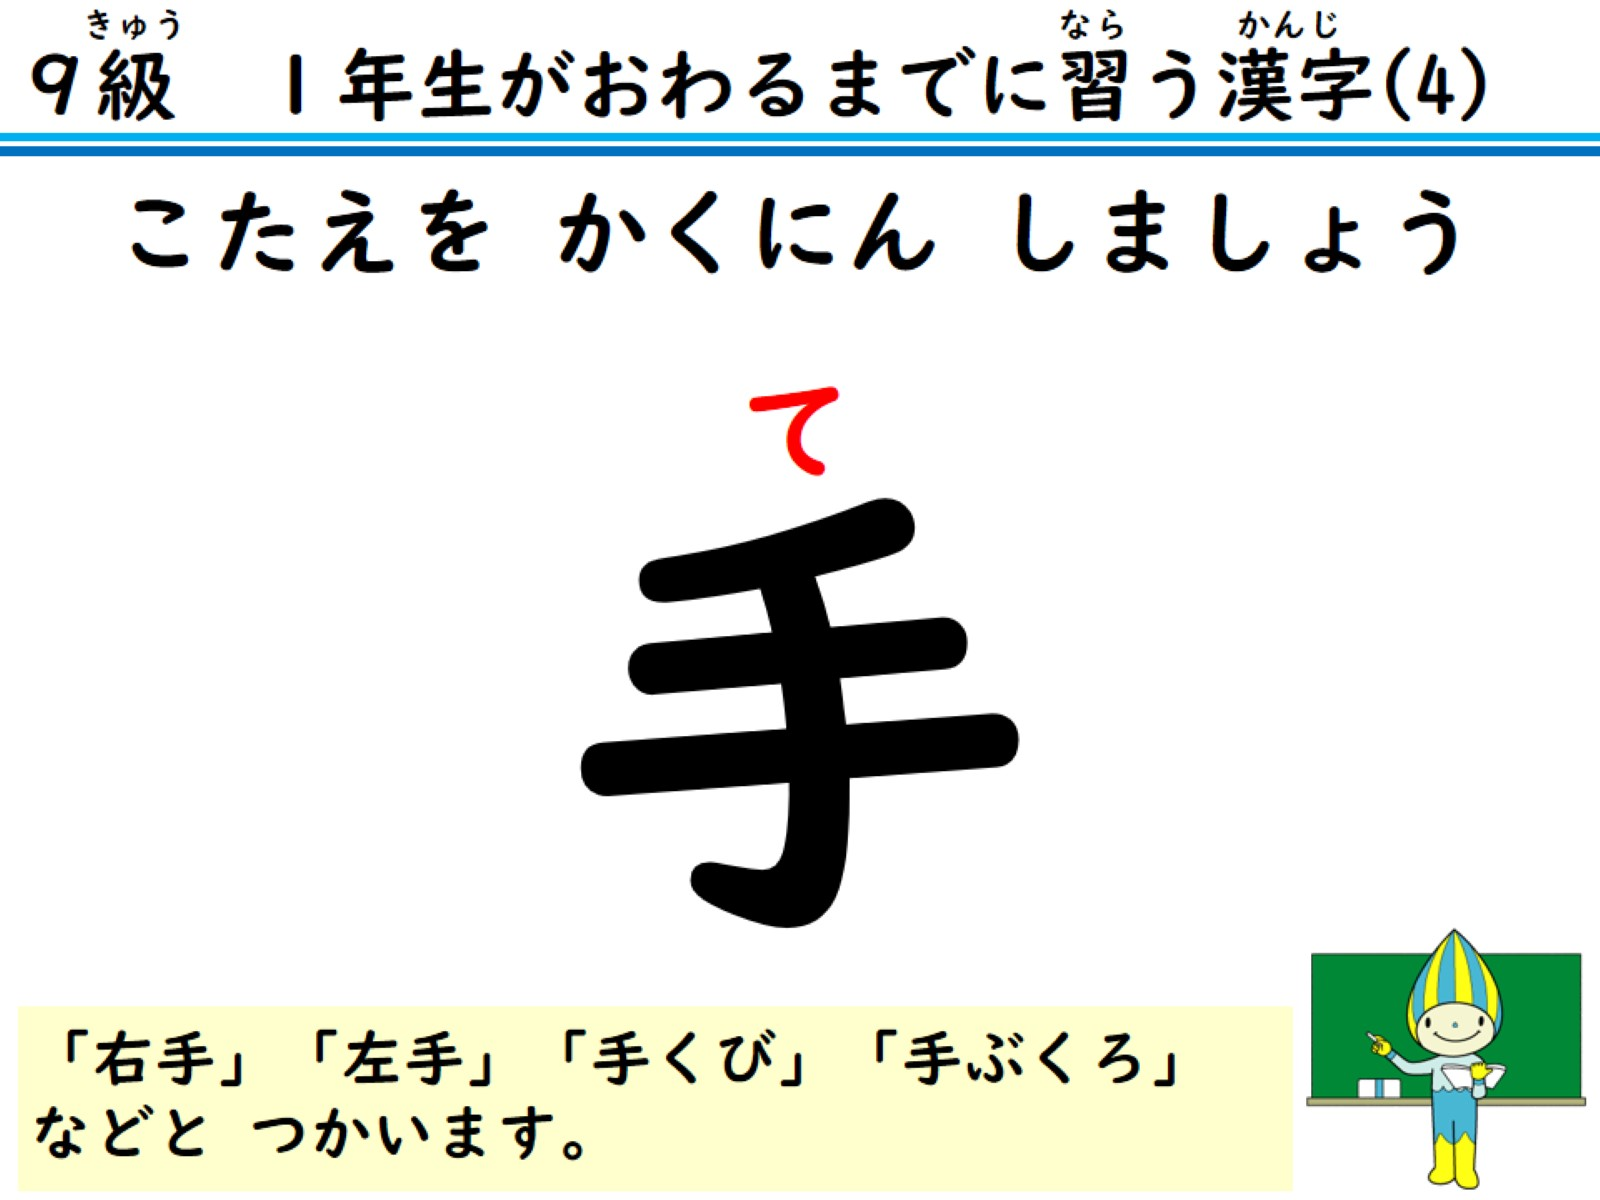 きゅう なら かんじ
9級 1年生がおわるまでに習う漢字(4)
こたえを かくにん しましょう
て
手
「右手」「左手」「手くび」「手ぶくろ」
などと つかいます。